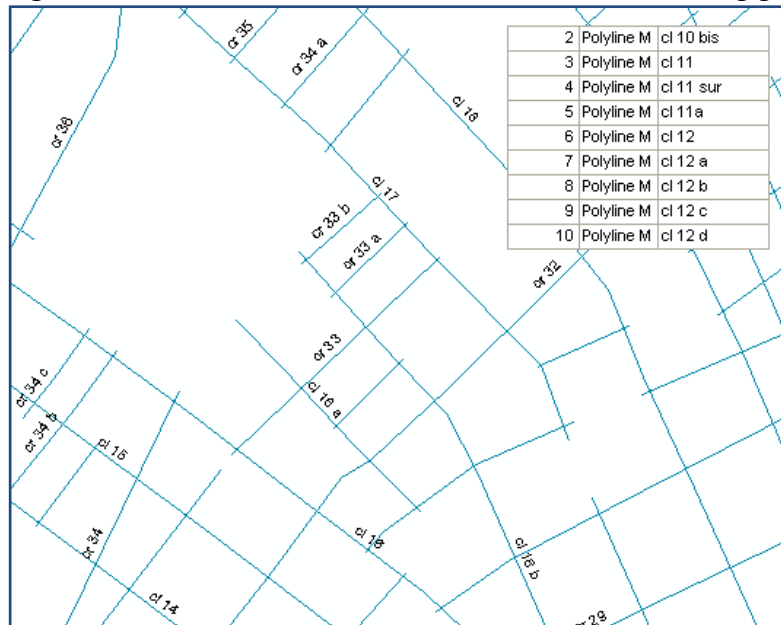 cr 35
cr 34 a
cl 18
cr 38
2 Polyline M cl 10 bis
3 Polyline M cl 11
4 Polyline M cl 11 sur
5 Polyline M cl 11a
6 Polyline M cl 12
7 Polyline M cl 12 a
8 Polyline M cl 12 b
9 Polyline M cl 12 c
10 Polyline M cl 12 d
cl 17
cr 33 b
cr 33 a
cr 32
cr 33
cr 34 c
cl 16 a
cr 34 b
cl 15
cr 34
cl 16
cl 16 b
cl 14
cr 29